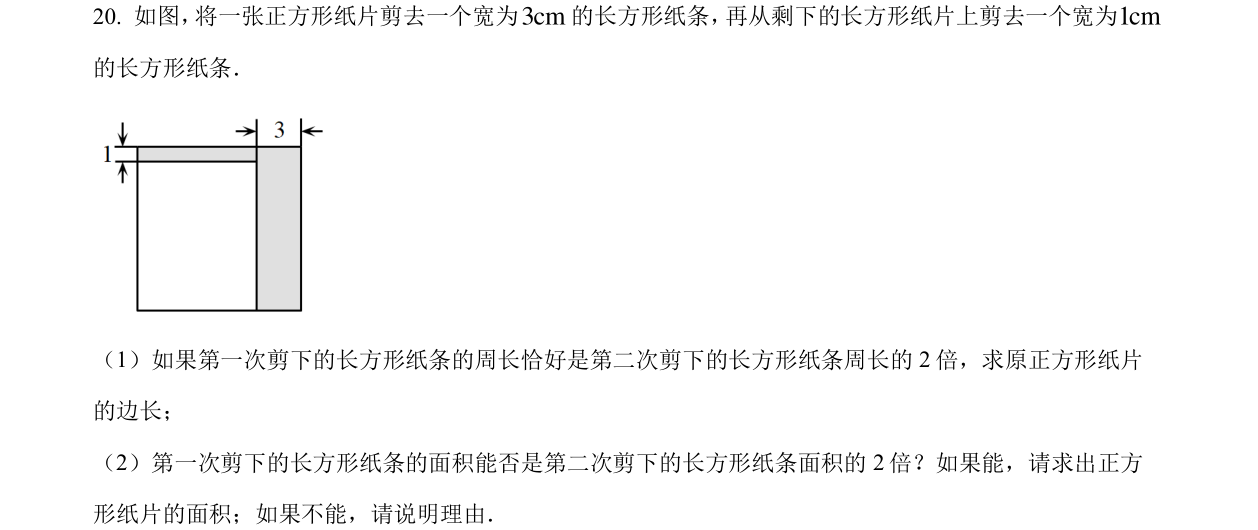 20. 如图,将一张正方形纸片剪去一个宽为3cm 的长方形纸条,再从剩下的长方形纸片上剪去一个宽为1cm
的长方形纸条.
3
1
（1）如果第一次剪下的长方形纸条的周长恰好是第二次剪下的长方形纸条周长的 2 倍，求原正方形纸片
的边长；
（2）第一次剪下的长方形纸条的面积能否是第二次剪下的长方形纸条面积的 2 倍？如果能，请求出正方
形纸片的面积；如果不能，请说明理由.